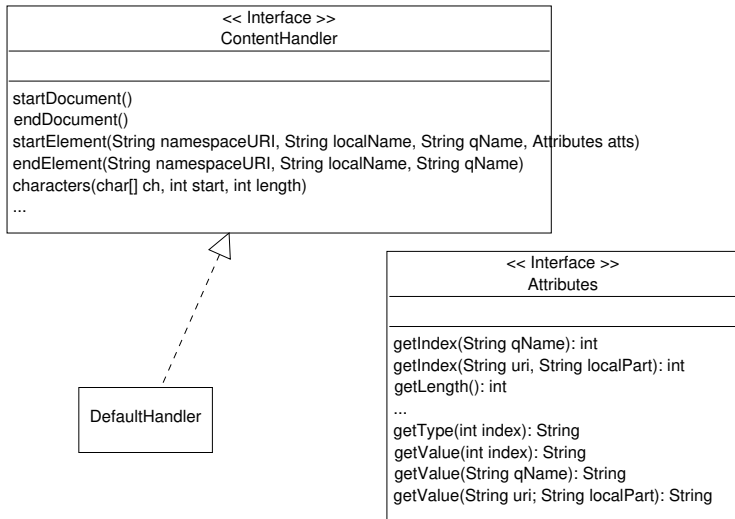 << Interface >>
ContentHandler
startDocument()
endDocument()
startElement(String namespaceURI, String localName, String qName, Attributes atts)
endElement(String namespaceURI, String localName, String qName)
characters(char[] ch, int start, int length)
...
<< Interface >>
Attributes
getIndex(String qName): int
getIndex(String uri, String localPart): int
getLength(): int
...
getType(int index): String
getValue(int index): String
getValue(String qName): String
getValue(String uri; String localPart): String
DefaultHandler